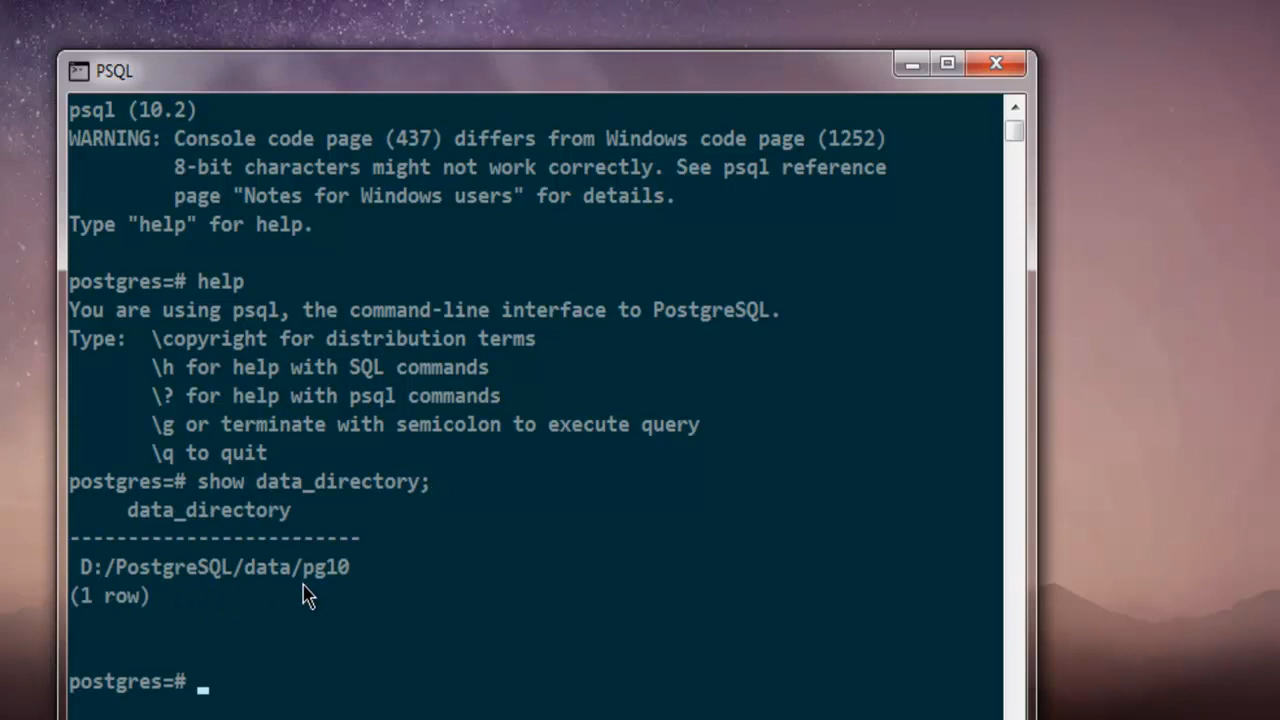 PSQL
psql (10.2)
WARNING: Console code page (437) differs from Windows code page (1252)
         8-bit characters might not work correctly. See psql reference
         page "Notes for Windows users" for details.
Type "help" for help.
postgres=# help
You are using psql, the command-line interface to PostgreSQL.
Type:  \copyright for distribution terms
       \h for help with SQL commands
       \? for help with psql commands
       \g or terminate with semicolon to execute query
       \q to quit
postgres=# show data_directory;
     data_directory
-------------------------
 D:/PostgreSQL/data/pg10
(1 row)
postgres=#